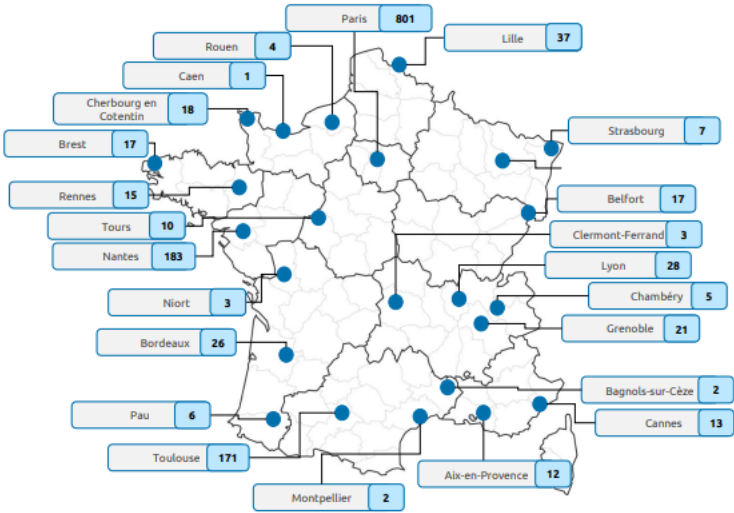 Paris 801
Lille 37
Rouen 4
Caen 1
Cherbourg en
Cotentin 18
Strasbourg 7
Brest 17
Rennes 15
Belfort 17
Tours 10
Clermont-Ferrand 3
Nantes 183
Lyon 28
Chambéry 5
Niort 3
Grenoble 21
Bordeaux 26
Bagnols-sur-Cèze 2
Pau 6
Cannes 13
Toulouse 171
Aix-en-Provence 12
Montpellier 2